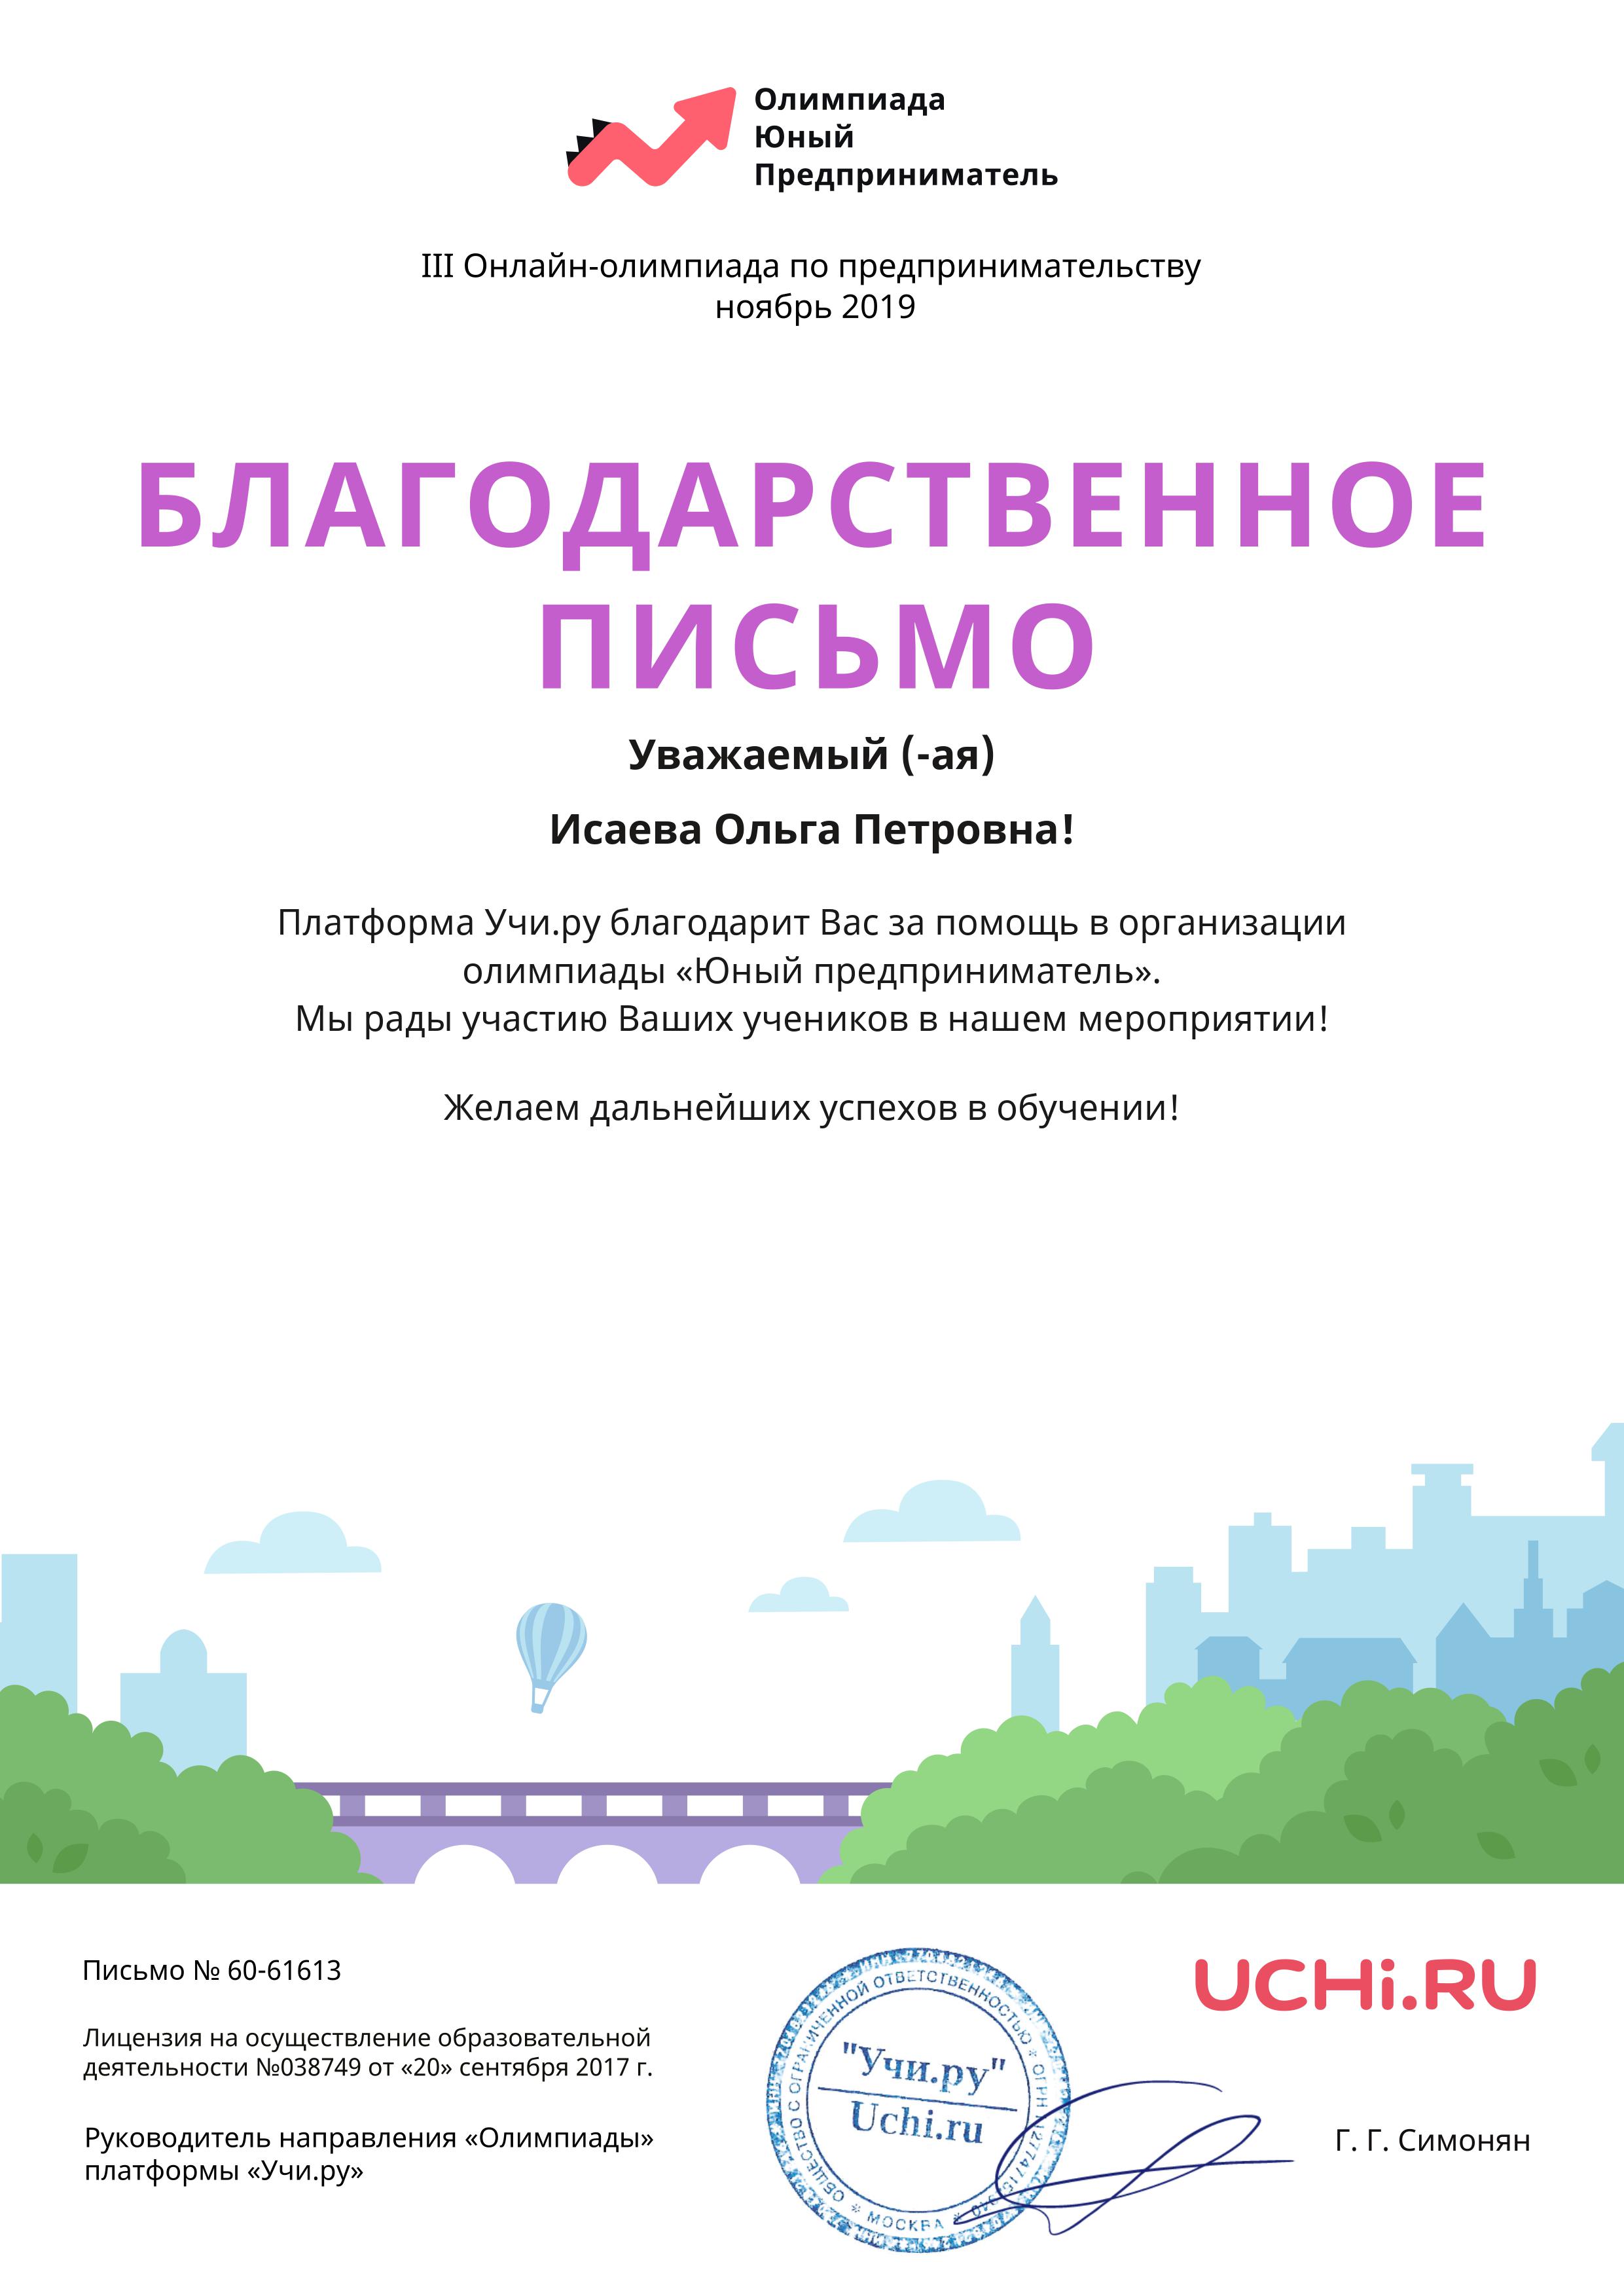 Олимпиада
Юный
Предприниматель
III Онлайн-олимпиада по предпринимательству
ноябрь 2019
БЛАГОДАРСТВЕННОЕ
ПИСЬМО
Уважаемый (-ая)
Исаева Ольга Петровна!
Платформа Учи.ру благодарит Вас за помощь в организации
олимпиады «Юный предприниматель».
Мы рады участию Ваших учеников в нашем мероприятии!
Желаем дальнейших успехов в обучении!
Письмо № 60-61613
Лицензия на осуществление образовательной
деятельности №038749 от «20» сентября 2017 г.
Руководитель направления «Олимпиады»
платформы «Учи.ру»
ОБЩЕСТВО С ОГРАНИЧЕННОЙ ОТВЕТСТВЕННОСТЬЮ * ОГРН
* МОСКВА *
"Учи.ру"
Uchi.ru
UCHi.RU
Г. Г. Симонян